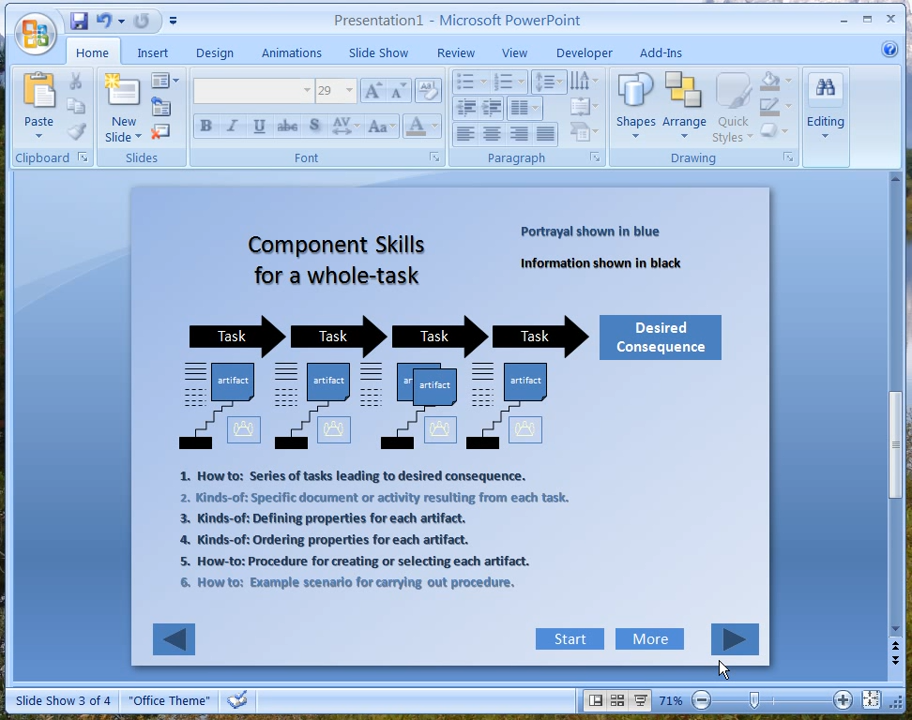 Presentation1 - Microsoft PowerPoint
Home Insert Design Animations Slide Show Review View Developer Add-Ins
29
Paste New Slide Shapes Arrange Quick Styles Editing
B I U abc S AV Aa A
Clipboard Slides Font Paragraph Drawing
Component Skills
for a whole-task
Portrayal shown in blue
Information shown in black
Task Task Task Task
Desired
Consequence
artifact artifact ar artifact artifact
1. How to: Series of tasks leading to desired consequence.
2. Kinds-of: Specific document or activity resulting from each task.
3. Kinds-of: Defining properties for each artifact.
4. Kinds-of: Ordering properties for each artifact.
5. How-to: Procedure for creating or selecting each artifact.
6. How to: Example scenario for carrying out procedure.
Start More
Slide Show 3 of 4 "Office Theme" 71%